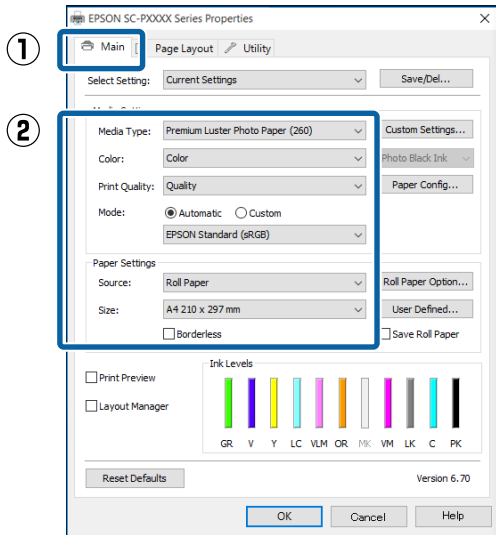 EPSON SC-PXXXX Series Properties
① Main Page Layout Utility
Select Setting: Current Settings Save/Del...
②
Media Type: Premium Luster Photo Paper (260) Custom Settings...
Color: Color Photo Black Ink
Print Quality: Quality Paper Config...
Mode: Automatic Custom
EPSON Standard (sRGB)
Paper Settings
Source: Roll Paper Roll Paper Option...
Size: A4 210 x 297 mm User Defined...
Borderless Save Roll Paper
Ink Levels
Print Preview
Layout Manager
GR V Y LC VLM OR MK VM LK C PK
Reset Defaults Version 6.70
OK Cancel Help